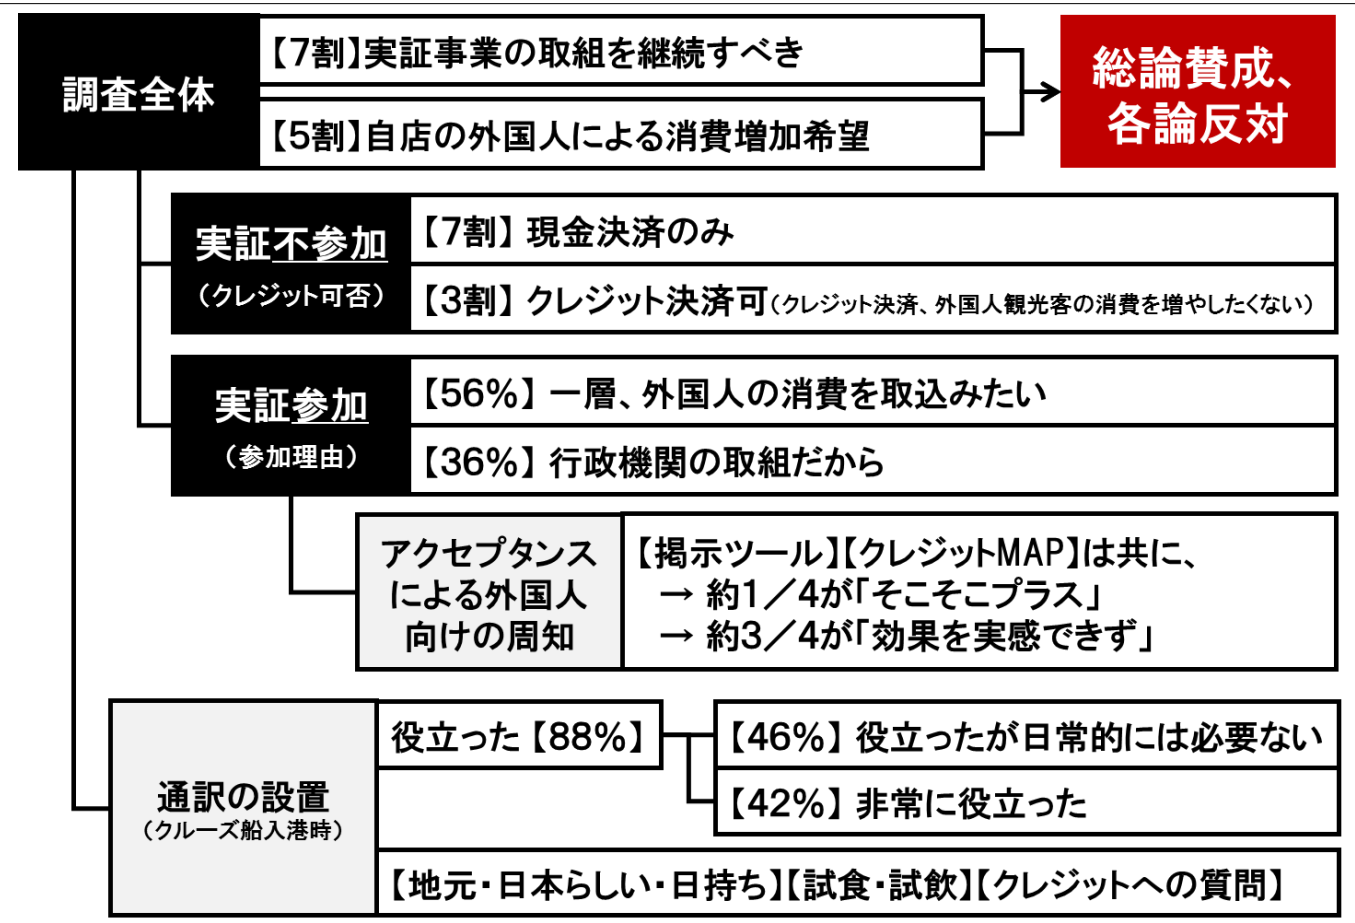 調査全体
【7割】実証事業の取組を継続すべき
【5割】自店の外国人による消費増加希望
総論賛成、
各論反対
実証不参加
（クレジット可否）
【7割】 現金決済のみ
【3割】 クレジット決済可（クレジット決済、外国人観光客の消費を増やしたくない）
実証参加
（参加理由）
【56％】 一層、外国人の消費を取込みたい
【36％】 行政機関の取組だから
アクセプタンス
による外国人
向けの周知
【掲示ツール】【クレジットMAP】は共に、
→ 約1／4が「そこそこプラス」
→ 約3／4が「効果を実感できず」
通訳の設置
（クルーズ船入港時）
役立った 【88％】
【46％】 役立ったが日常的には必要ない
【42％】 非常に役立った
【地元・日本らしい・日持ち】【試食・試飲】【クレジットへの質問】